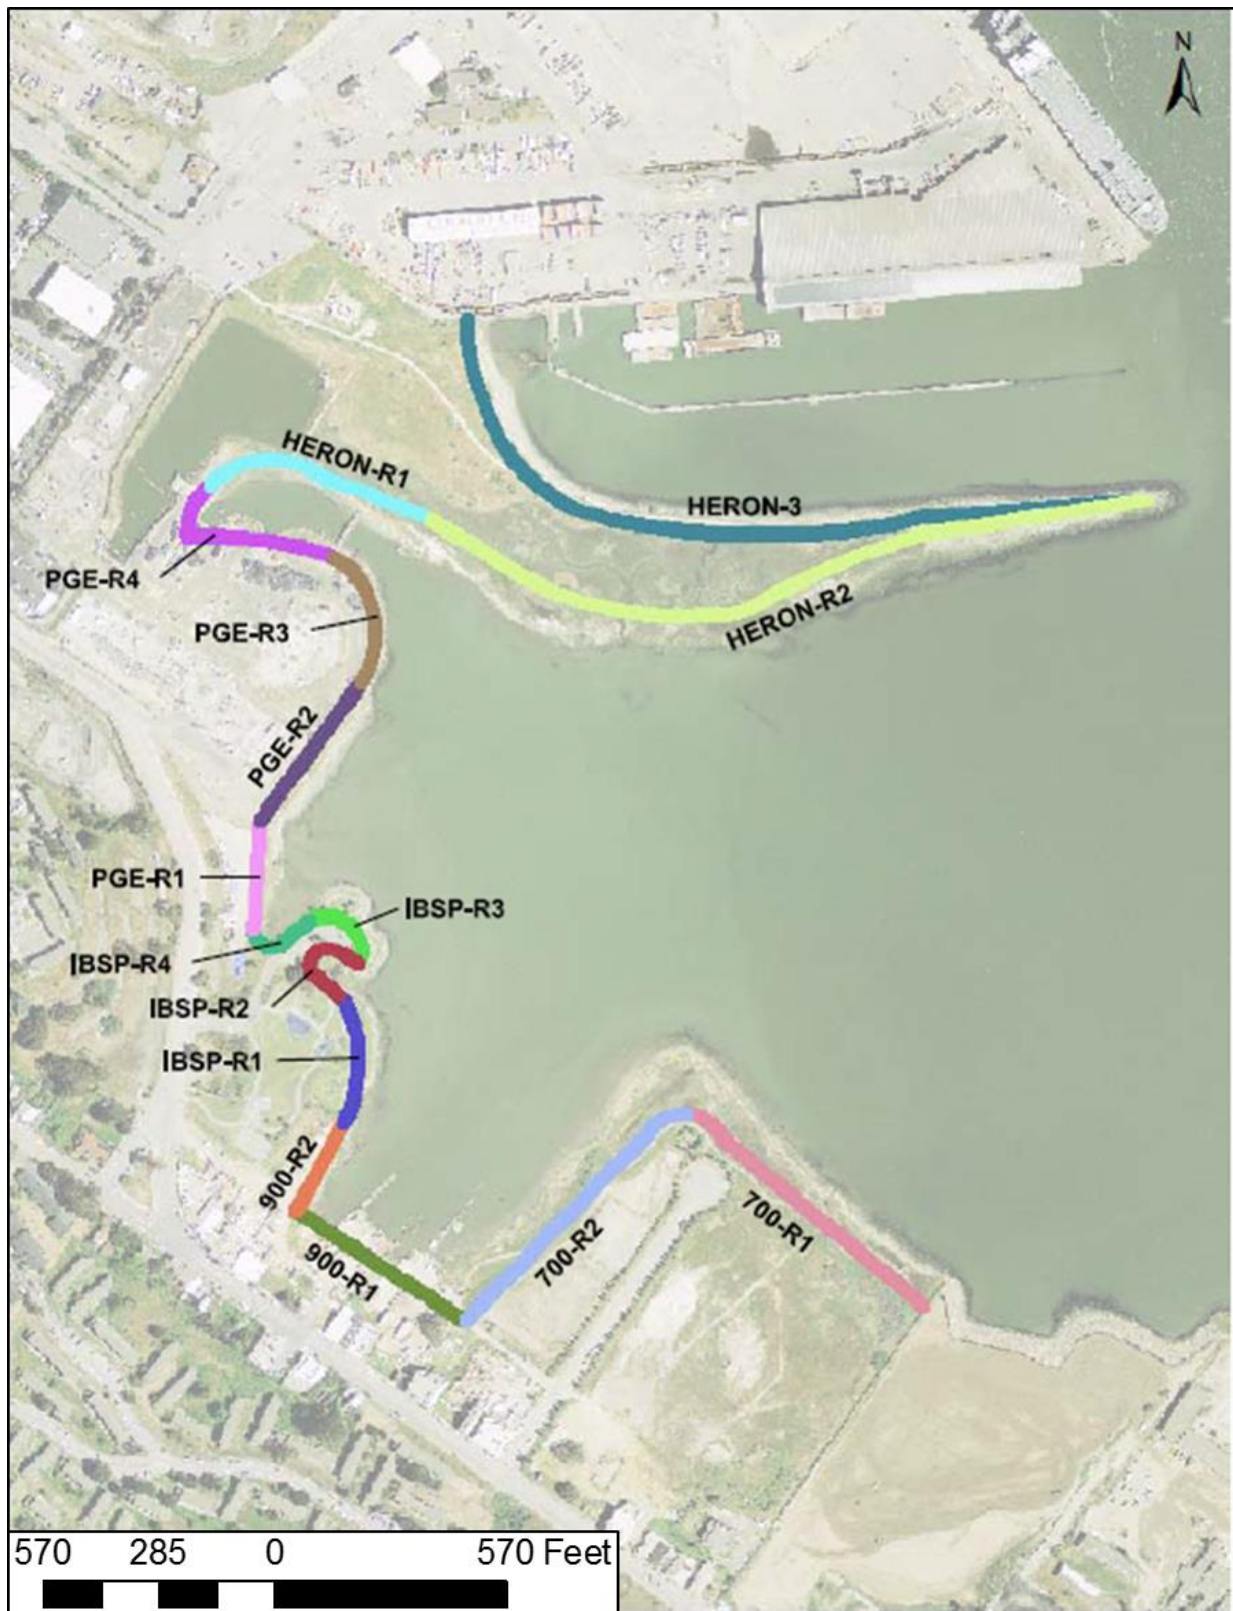 N
HERON-R1
HERON-3
PGE-R4
HERON-R2
PGE-R3
PGE-R2
PGE-R1
IBSP-R3
IBSP-R4
IBSP-R2
IBSP-R1
900-R2
700-R1
700-R2
900-R1
570 285 0 570 Feet